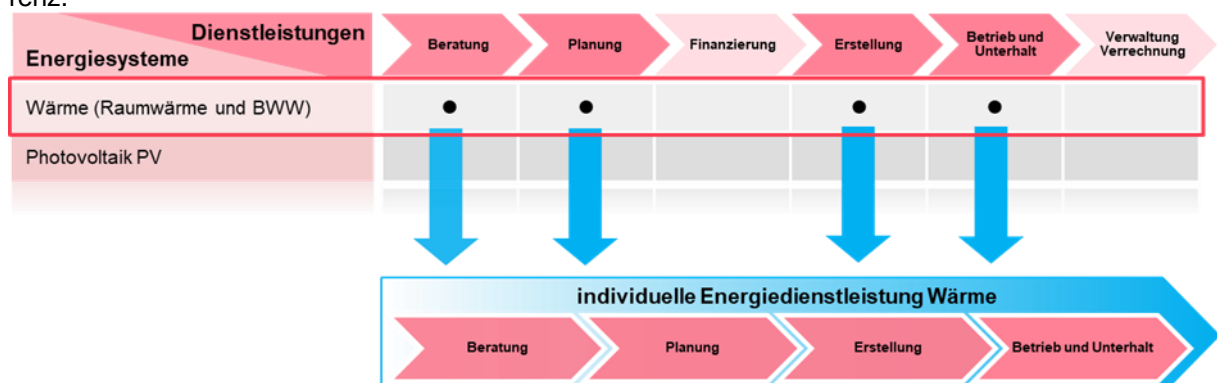 renz.
Dienstleistungen
Energiesysteme
Beratung
Planung
Finanzierung
Erstellung
Betrieb und
Unterhalt
Verwaltung
Verrechnung
Wärme (Raumwärme und BWW)
Photovoltaik PV
individuelle Energiedienstleistung Wärme
Beratung
Planung
Erstellung
Betrieb und Unterhalt